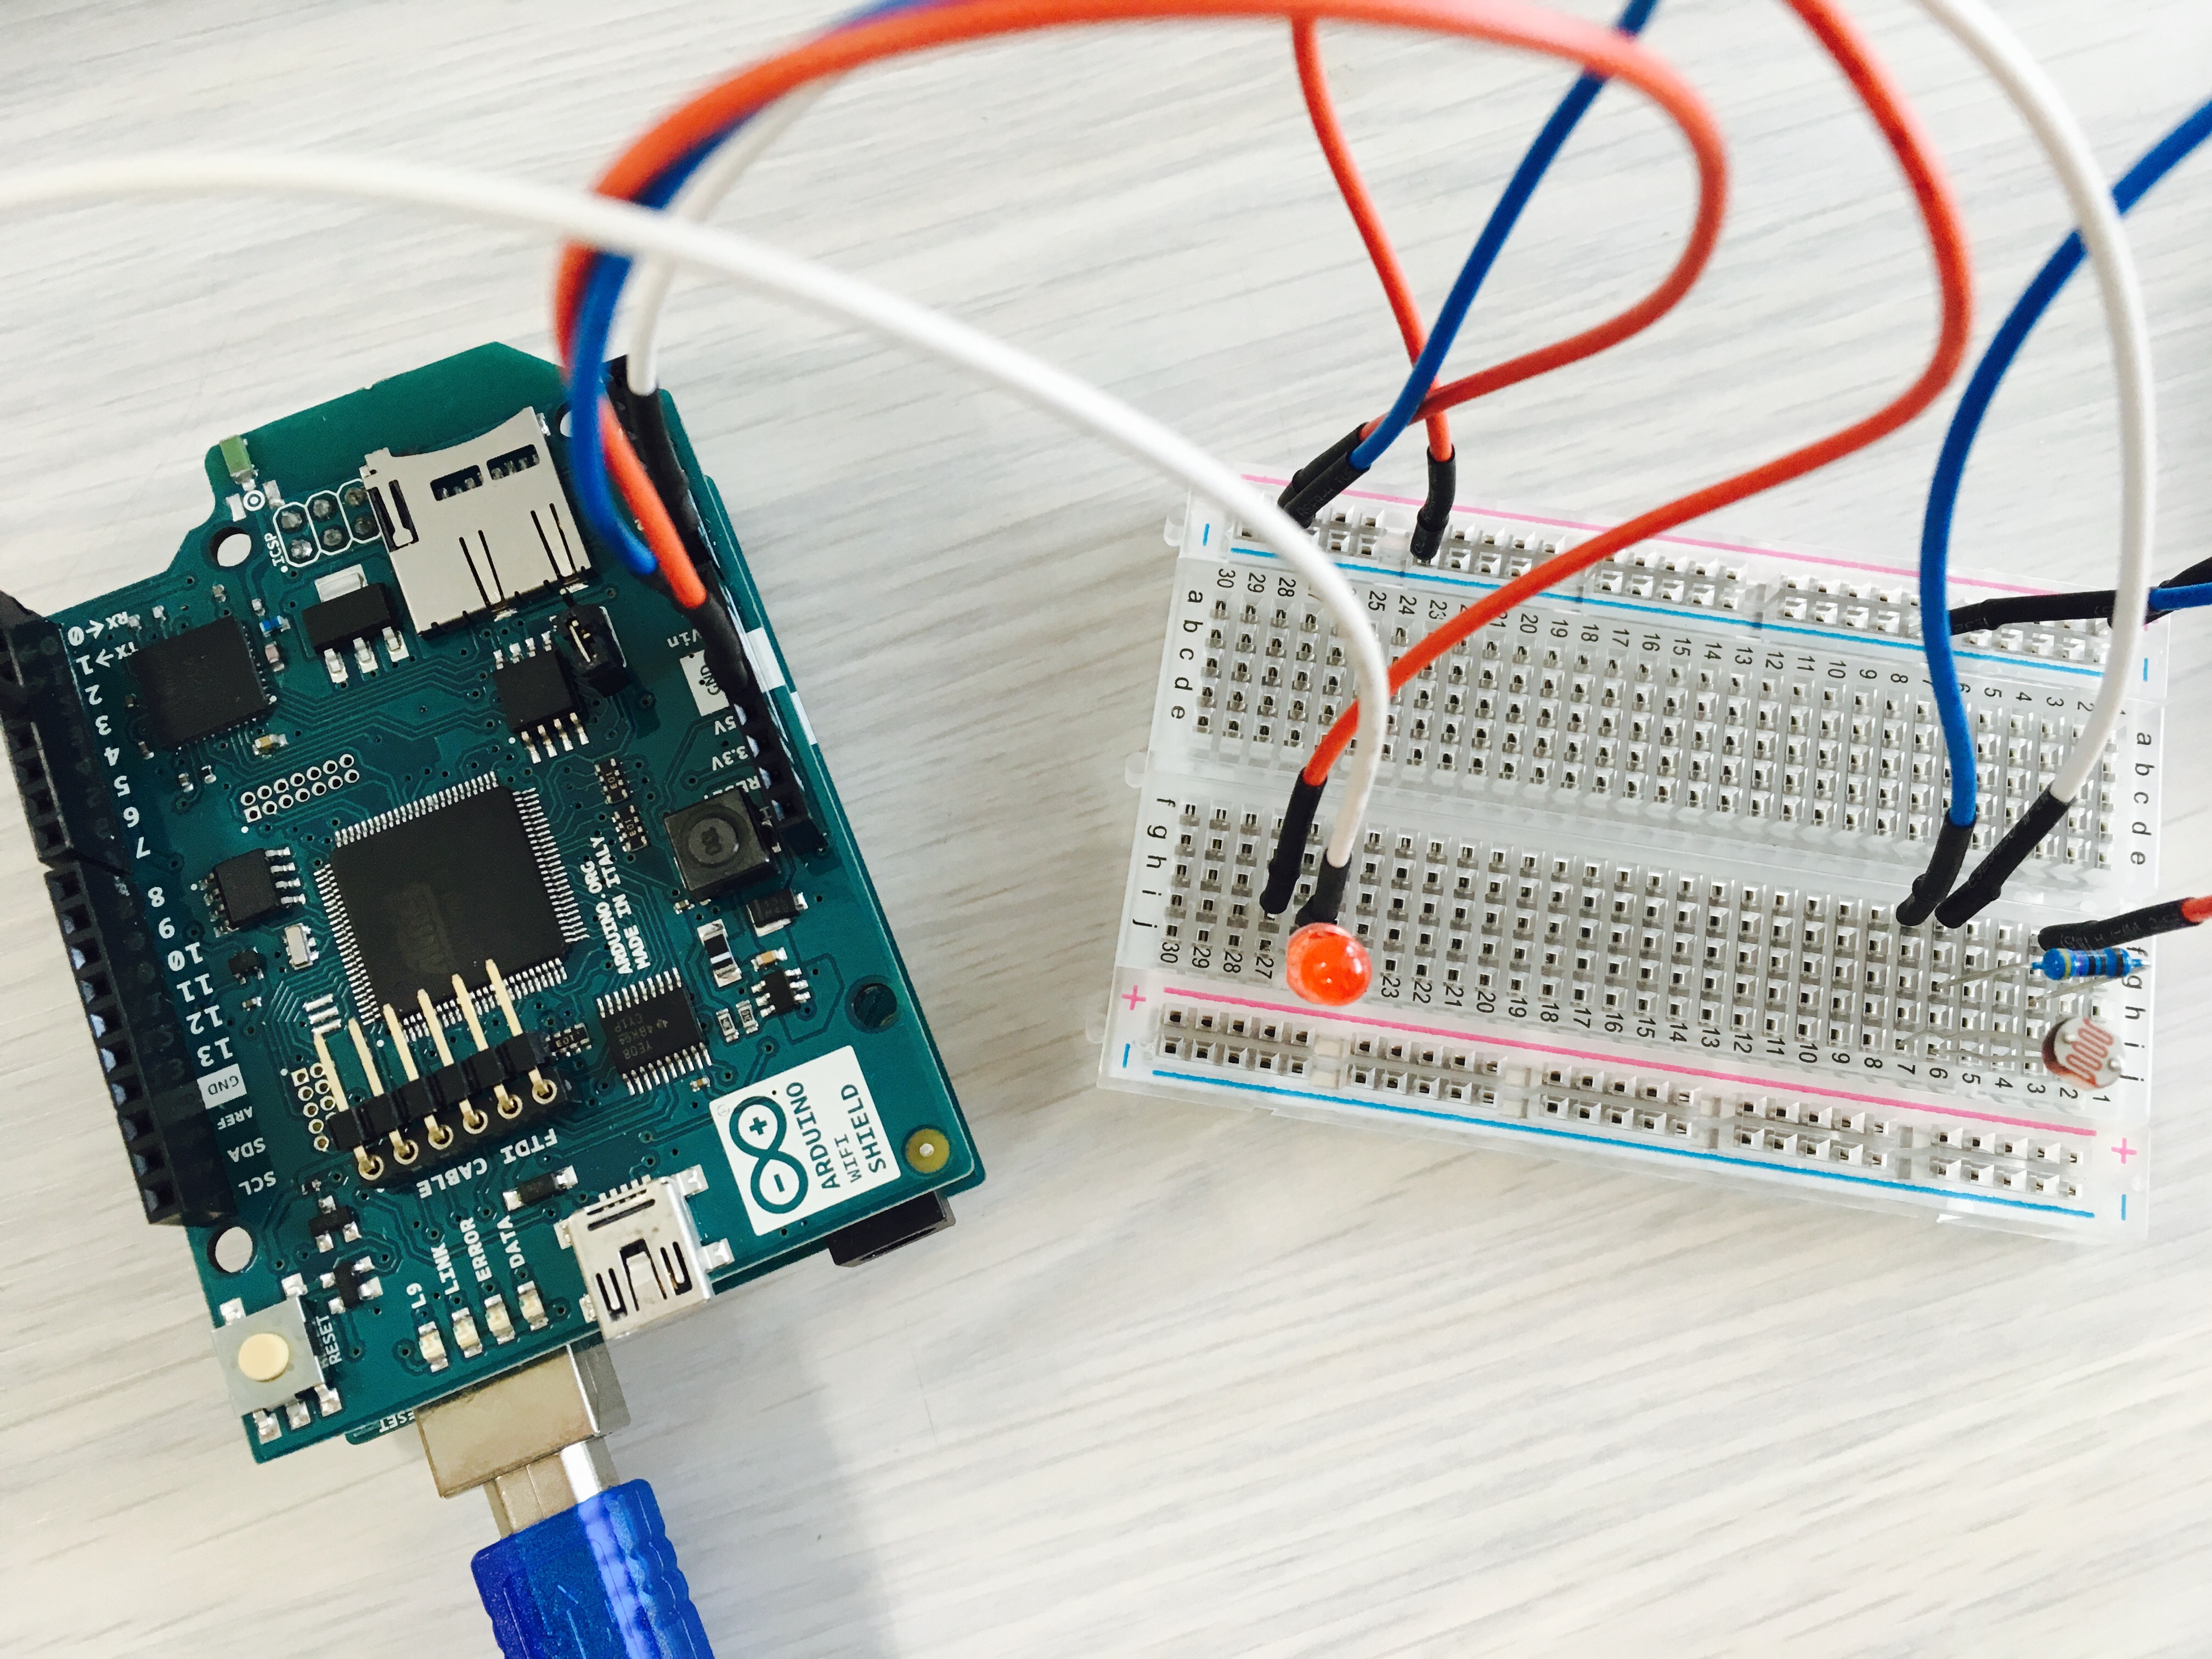 ICSP
RX←0
TX→1
2
3
4
5
6
7
8
9
10
11
12
13
GND
AREF
SDA
SCL
Vin
GND
5V
3.3V
ARDUINO.ORG
MADE IN ITALY
FTDI CABLE
ARDUINO
WIFI
SHIELD
L9
LINK
ERROR
DATA
RESET
YE08
30 29 28 25 24 23 21 20 19 18 17 16 15 14 13 12 11 10 9 8 7 6 5 4 3 2 1
a a
b b
c c
d d
e e
f f
g g
h h
i i
j j
30 29 28 27 23 22 21 20 19 18 17 16 15 14 13 12 11 10 9 8 7 6 5 4 3 2 1
+ +
- -